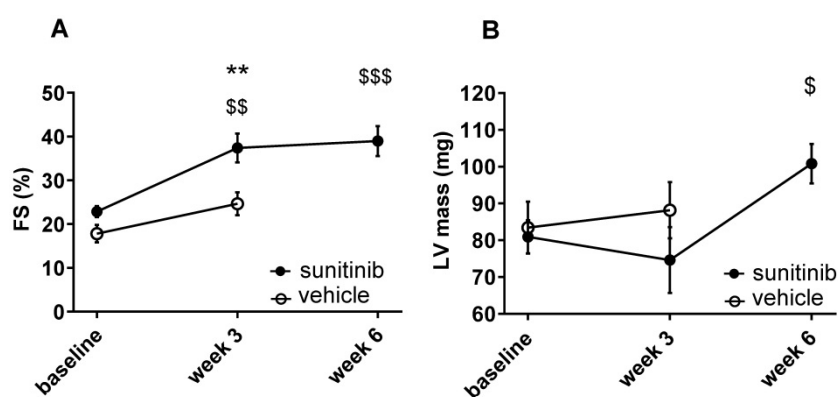 A
**
$$
$$$
FS (%)
50
40
30
20
10
0
sunitinib
vehicle
baseline
week 3
week 6
B
$
LV mass (mg)
120
110
100
90
80
70
60
sunitinib
vehicle
baseline
week 3
week 6